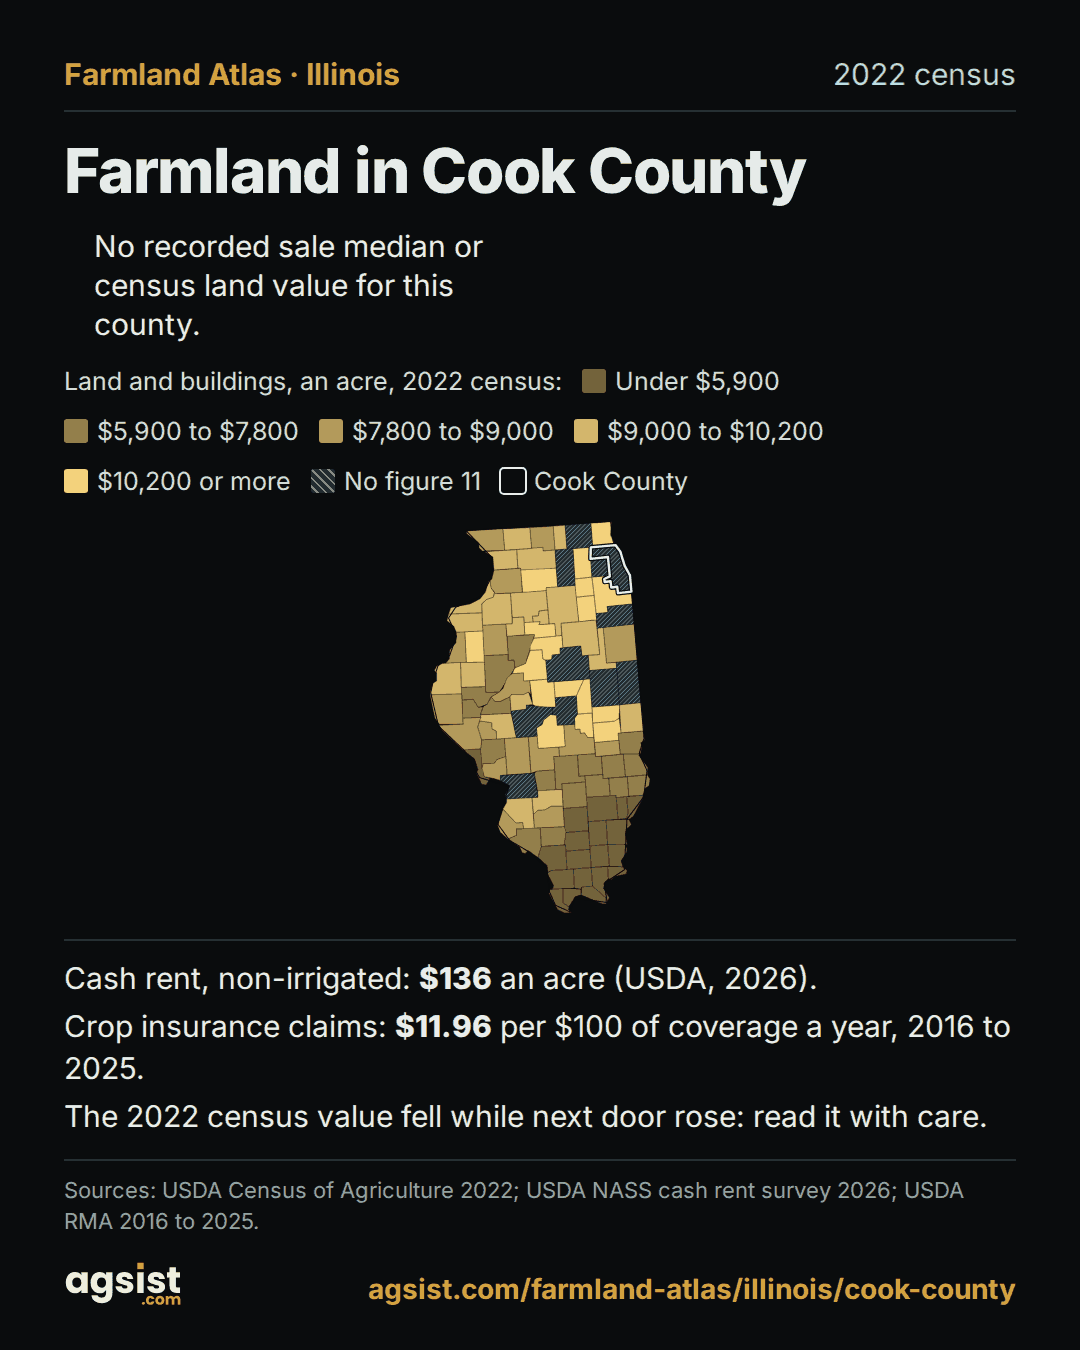 Farmland Atlas · Illinois
2022 census
Farmland in Cook County
No recorded sale median or
census land value for this
county.
Land and buildings, an acre, 2022 census: Under $5,900
$5,900 to $7,800 $7,800 to $9,000 $9,000 to $10,200
$10,200 or more No figure 11 Cook County
Cash rent, non-irrigated: $136 an acre (USDA, 2026).
Crop insurance claims: $11.96 per $100 of coverage a year, 2016 to
2025.
The 2022 census value fell while next door rose: read it with care.
Sources: USDA Census of Agriculture 2022; USDA NASS cash rent survey 2026; USDA
RMA 2016 to 2025.
agsist
.com
agsist.com/farmland-atlas/illinois/cook-county